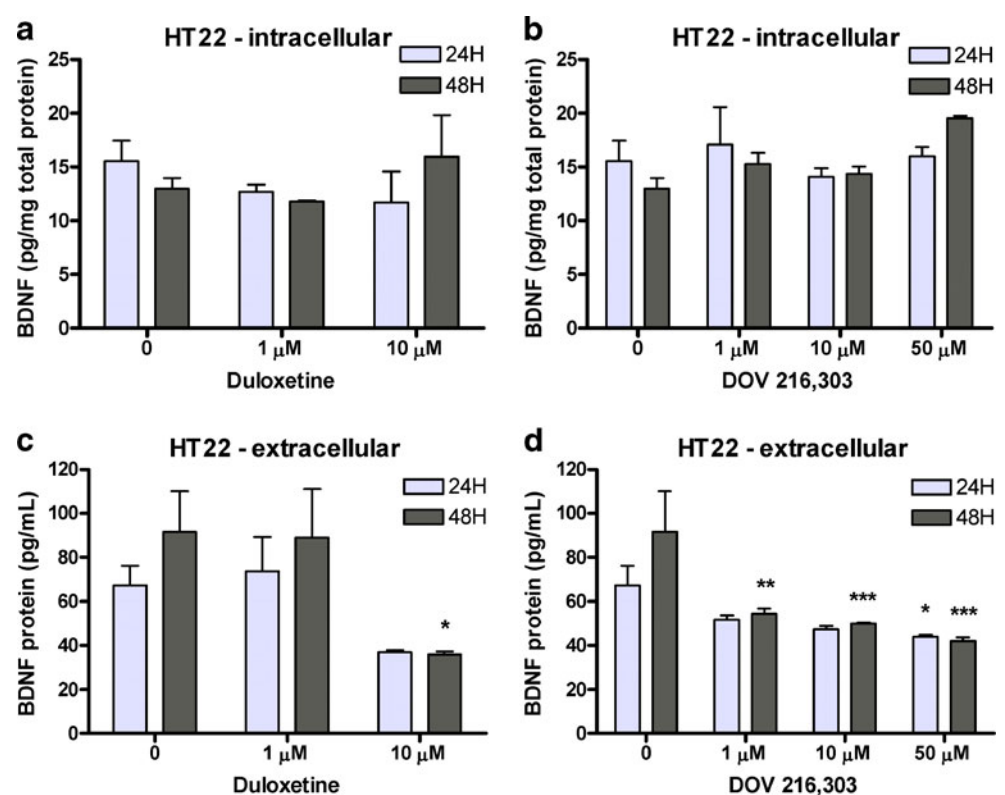 a
HT22 - intracellular
24H
48H
BDNF (pg/mg total protein)
25
20
15
10
5
0
0 1 μM 10 μM
Duloxetine
b
HT22 - intracellular
24H
48H
BDNF (pg/mg total protein)
25
20
15
10
5
0
0 1 μM 10 μM 50 μM
DOV 216,303
c
HT22 - extracellular
24H
48H
BDNF protein (pg/mL)
120
100
80
60
40
20
0
*
0 1 μM 10 μM
Duloxetine
d
HT22 - extracellular
24H
48H
BDNF protein (pg/mL)
120
100
80
60
40
20
0
** *** * ***
0 1 μM 10 μM 50 μM
DOV 216,303